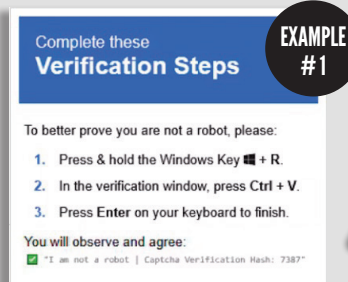 Complete these
Verification Steps
EXAMPLE
#1
To better prove you are not a robot, please:
1. Press & hold the Windows Key + R.
2. In the verification window, press Ctrl + V.
3. Press Enter on your keyboard to finish.
You will observe and agree:
✅ "I am not a robot | Captcha Verification Hash: 7387"